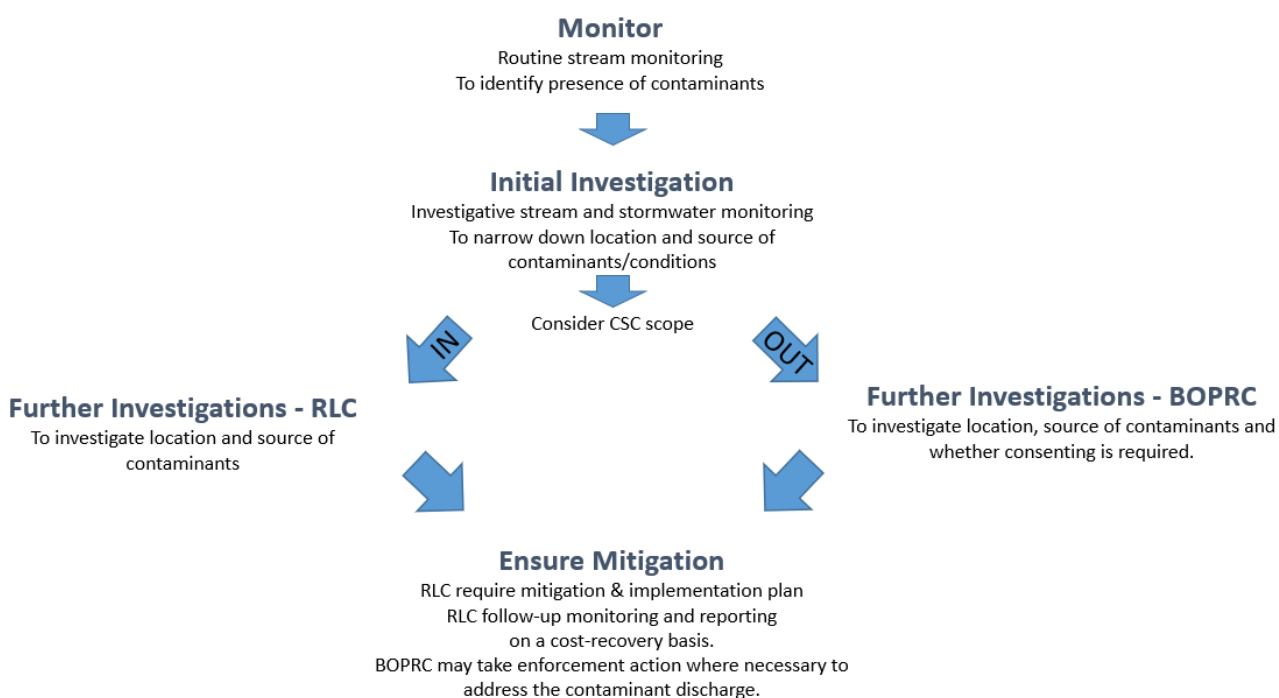 Monitor
Routine stream monitoring
To identify presence of contaminants
Initial Investigation
Investigative stream and stormwater monitoring
To narrow down location and source of
contaminants/conditions
Consider CSC scope
IN
OUT
Further Investigations - RLC
To investigate location and source of
contaminants
Further Investigations - BOPRC
To investigate location, source of contaminants and
whether consenting is required.
Ensure Mitigation
RLC require mitigation & implementation plan
RLC follow-up monitoring and reporting
on a cost-recovery basis.
BOPRC may take enforcement action where necessary to
address the contaminant discharge.